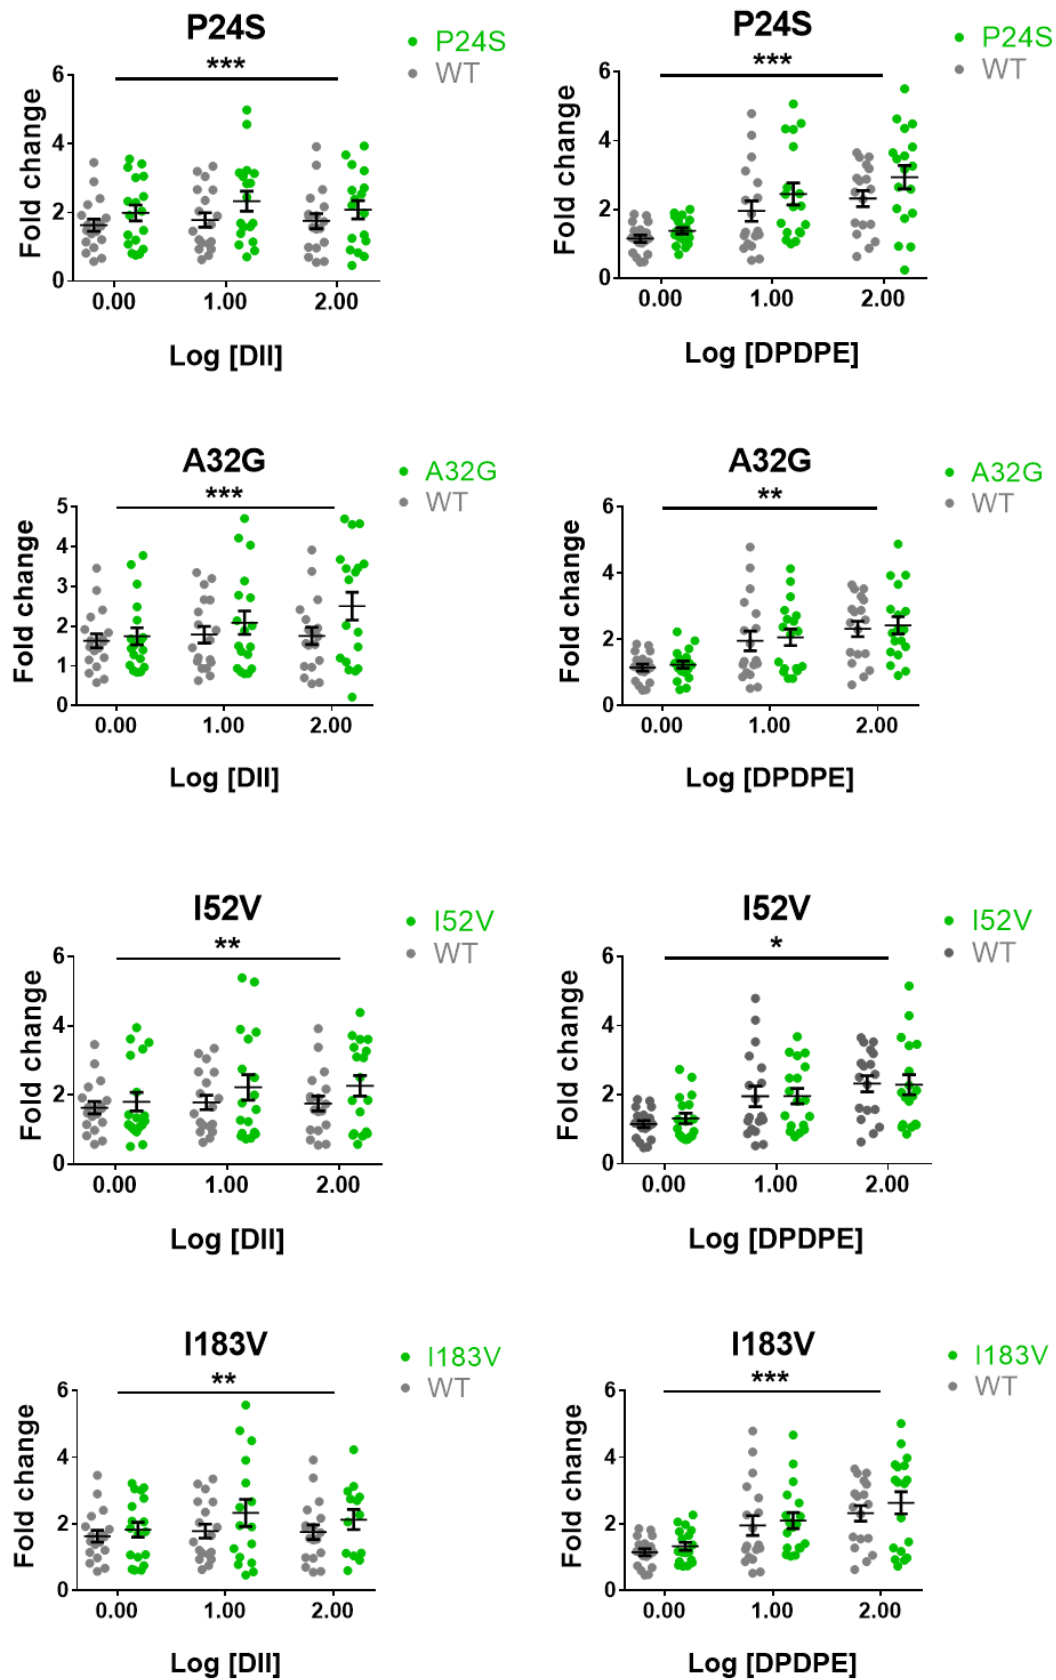 P24S
***
P24S
WT
Fold change
6
4
2
0
0.00 1.00 2.00
Log [DII]
P24S
***
P24S
WT
Fold change
6
4
2
0
0.00 1.00 2.00
Log [DPDPE]
A32G
***
A32G
WT
Fold change
5
4
3
2
1
0
0.00 1.00 2.00
Log [DII]
A32G
**
A32G
WT
Fold change
6
4
2
0
0.00 1.00 2.00
Log [DPDPE]
I52V
**
I52V
WT
Fold change
6
4
2
0
0.00 1.00 2.00
Log [DII]
I52V
*
I52V
WT
Fold change
6
4
2
0
0.00 1.00 2.00
Log [DPDPE]
I183V
**
I183V
WT
Fold change
6
4
2
0
0.00 1.00 2.00
Log [DII]
I183V
***
I183V
WT
Fold change
6
4
2
0
0.00 1.00 2.00
Log [DPDPE]